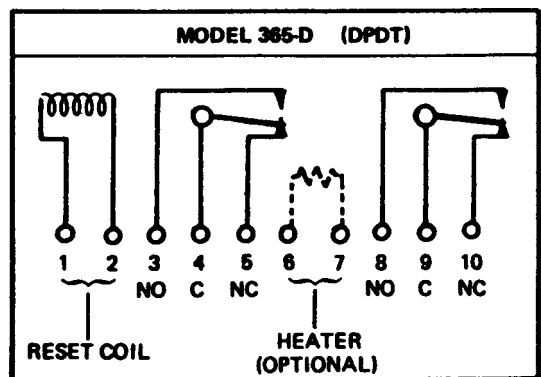 MODEL 365-D (DPDT)
1 2 3 4 5 6 7 8 9 10
NO C NC NO C NC
RESET COIL
HEATER
(OPTIONAL)